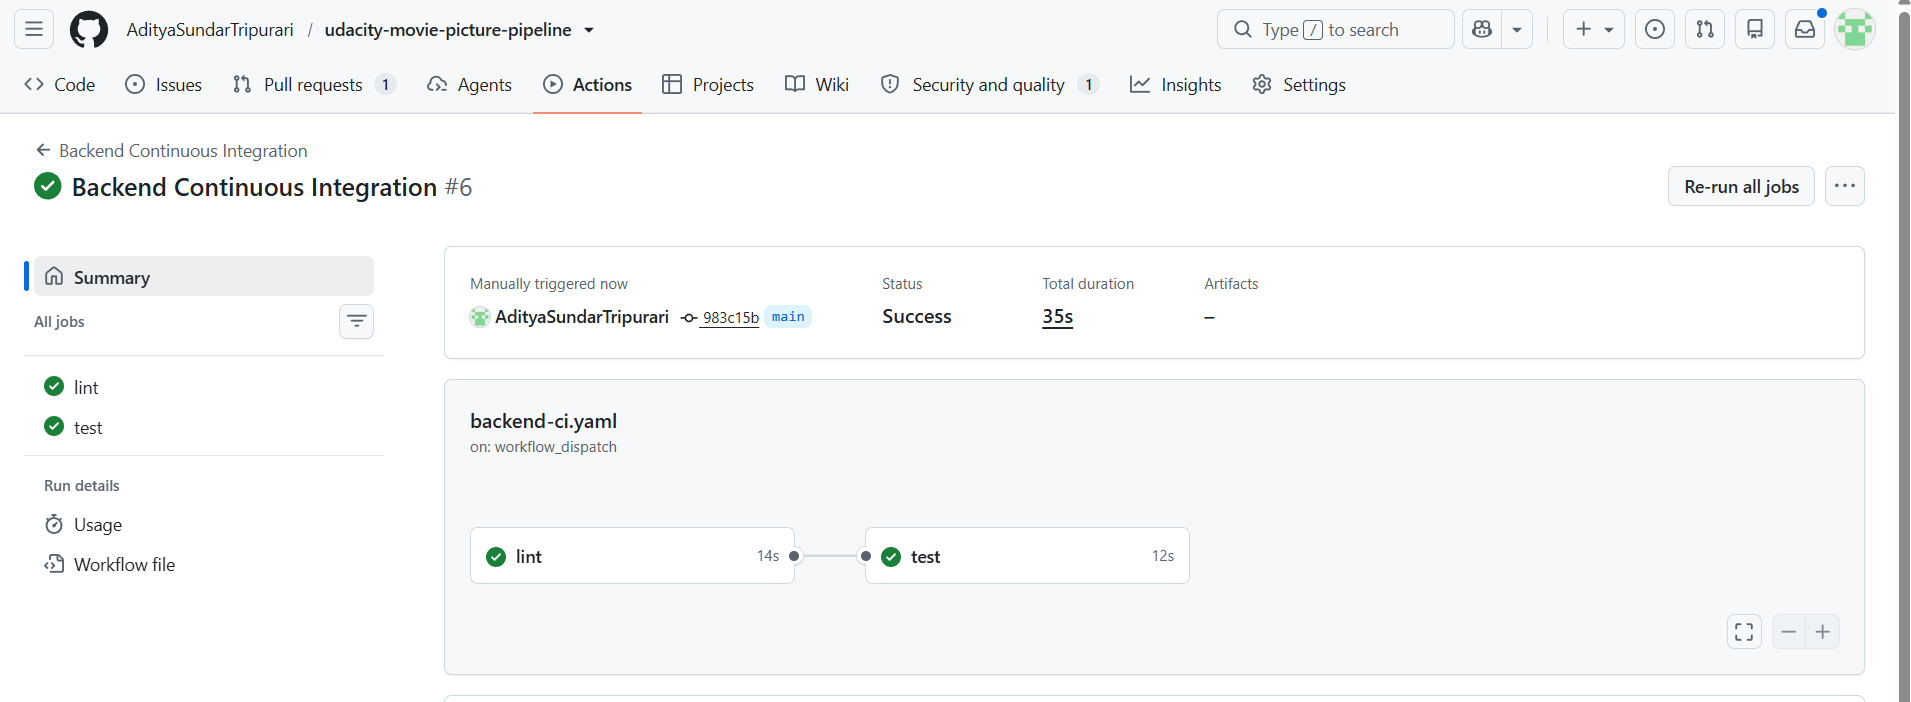 AdityaSundarTripurari / udacity-movie-picture-pipeline
Type / to search
Code
Issues
Pull requests 1
Agents
Actions
Projects
Wiki
Security and quality 1
Insights
Settings
Backend Continuous Integration
Backend Continuous Integration #6
Re-run all jobs
Summary
All jobs
lint
test
Run details
Usage
Workflow file
Manually triggered now
AdityaSundarTripurari 983c15b main
Status
Success
Total duration
35s
Artifacts
–
backend-ci.yaml
on: workflow_dispatch
lint 14s
test 12s